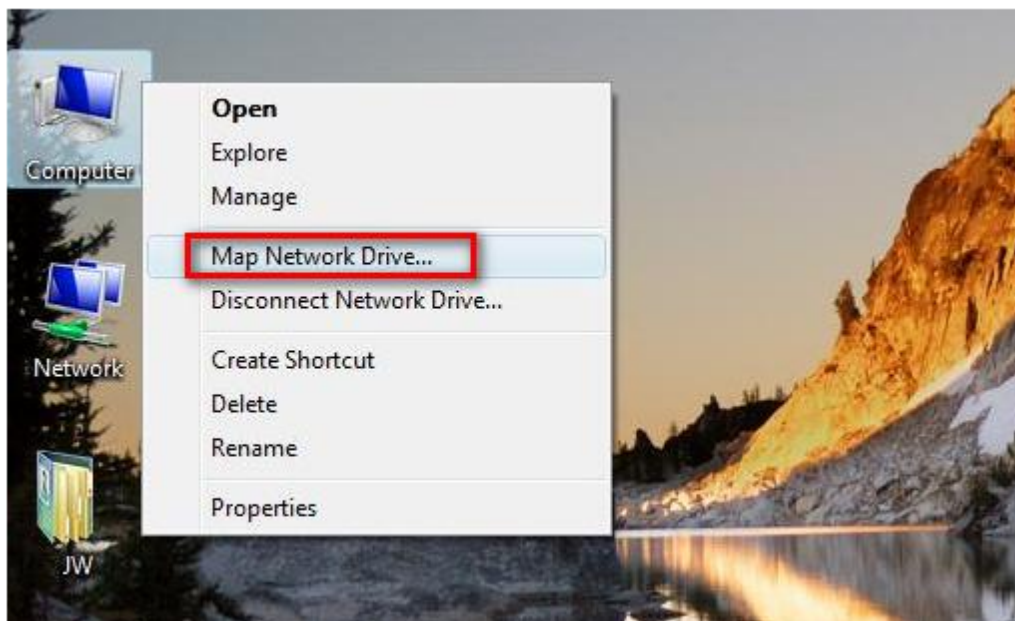 Computer
Open
Explore
Manage
Map Network Drive...
Disconnect Network Drive...
Network
Create Shortcut
Delete
Rename
Properties
JW